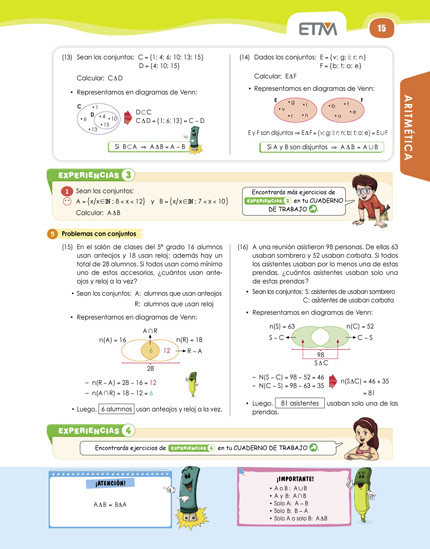 ETM
15
ARITMÉTICA
(13) Sean los conjuntos: C = {1; 4; 6; 10; 13; 15}
D = {4; 10; 15}
Calcular: C∆D
• Representamos en diagramas de Venn:
C
D
• 1
• 6
• 4
• 10
• 15
• 13
D⊂C
C∆D = {1; 6; 13} = C – D
Si B⊂A ⇒ A∆B = A – B
(14) Dados los conjuntos: E = {v; g; i; r; n}
F = {b; t; o; e}
Calcular: E∆F
• Representamos en diagramas de Venn:
E
F
• g
• i
• v
• r
• n
• b
• t
• o
• e
E y F son disjuntos ⇒ E∆F = {v; g; i; r; n; b; t; o; e} = E∪F
Si A y B son disjuntos ⇒ A∆B = A∪B
EXPERIENCIAS 3
1 Sean los conjuntos:
A = {x/x∈ℕ : 8 < x < 12} y B = {x/x∈ℕ : 7 < x < 10}
Calcular: A∆B
Encontrarás más ejercicios de
EXPERIENCIAS 3 en tu CUADERNO
DE TRABAJO
5 Problemas con conjuntos
(15) En el salón de clases del 5° grado 16 alumnos
usan anteojos y 18 usan reloj; además hay un
total de 28 alumnos. Si todos usan como mínimo
uno de estos accesorios, ¿cuántos usan ante-
ojos y reloj a la vez?
• Sean los conjuntos: A: alumnos que usan anteojos
R: alumnos que usan reloj
• Representamos en diagramas de Venn:
A∩R
n(A) = 16
n(R) = 18
6
12
R – A
28
– n(R – A) = 28 – 16 = 12
– n(A∩R) = 18 – 12 = 6
• Luego, 6 alumnos usan anteojos y reloj a la vez.
(16) A una reunión asistieron 98 personas. De ellas 63
usaban sombrero y 52 usaban corbata. Si todos
los asistentes usaban por lo menos una de estas
prendas, ¿cuántos asistentes usaban solo una
de estas prendas?
• Sean los conjuntos: S: asistentes de usaban sombrero
C: asistentes de usaban corbata
• Representamos en diagramas de Venn:
n(S) = 63
n(C) = 52
S – C
C – S
98
S∆C
– N(S – C) = 98 – 52 = 46
– N(C – S) = 98 – 63 = 35
n(S∆C) = 46 + 35
= 81
• Luego, 81 asistentes usaban solo una de las
prendas.
EXPERIENCIAS 4
Encontrarás ejercicios de EXPERIENCIAS 4 en tu CUADERNO DE TRABAJO
¡ATENCIÓN!
A∆B = B∆A
¡IMPORTANTE!
• A o B : A∪B
• A y B: A∩B
• Solo A: A – B
• Solo B: B – A
• Solo A o solo B: A∆B